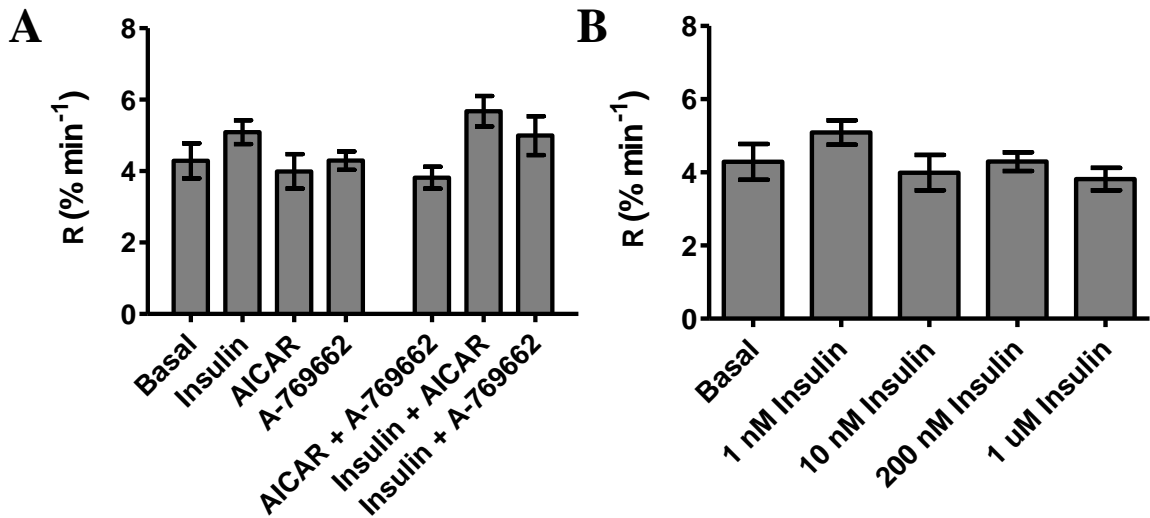 A
R (% min⁻¹)
8
6
4
2
0
Basal
Insulin
AICAR
A-769662
AICAR + A-769662
Insulin + AICAR
Insulin + A-769662
B
R (% min⁻¹)
8
6
4
2
0
Basal
1 nM Insulin
10 nM Insulin
200 nM Insulin
1 uM Insulin